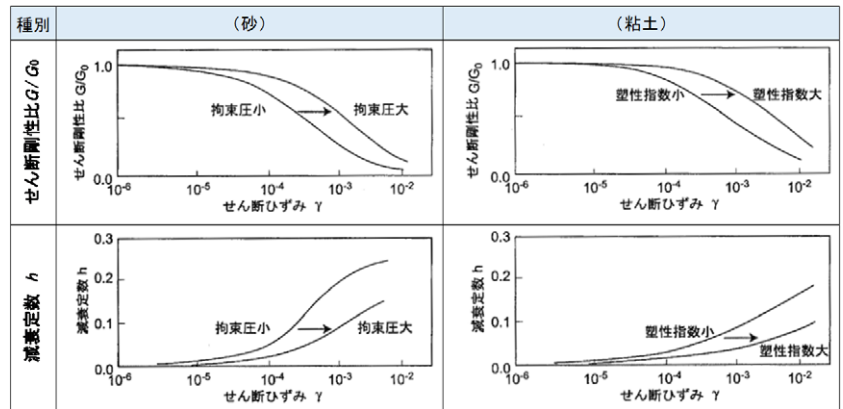 種別
(砂)
(粘土)
せん断剛性比 G/G0
せん断剛性比 G/G0
1.0
0.0
拘束圧小
拘束圧大
10-6
10-5
10-4
10-3
10-2
せん断ひずみ γ
せん断剛性比 G/G0
1.0
0.0
塑性指数小
塑性指数大
10-6
10-5
10-4
10-3
10-2
せん断ひずみ γ
減衰定数 h
減衰定数 h
0.3
0.2
0.1
0.0
拘束圧小
拘束圧大
10-6
10-5
10-4
10-3
10-2
せん断ひずみ γ
減衰定数 h
0.3
0.2
0.1
0.0
塑性指数小
塑性指数大
10-6
10-5
10-4
10-3
10-2
せん断ひずみ γ